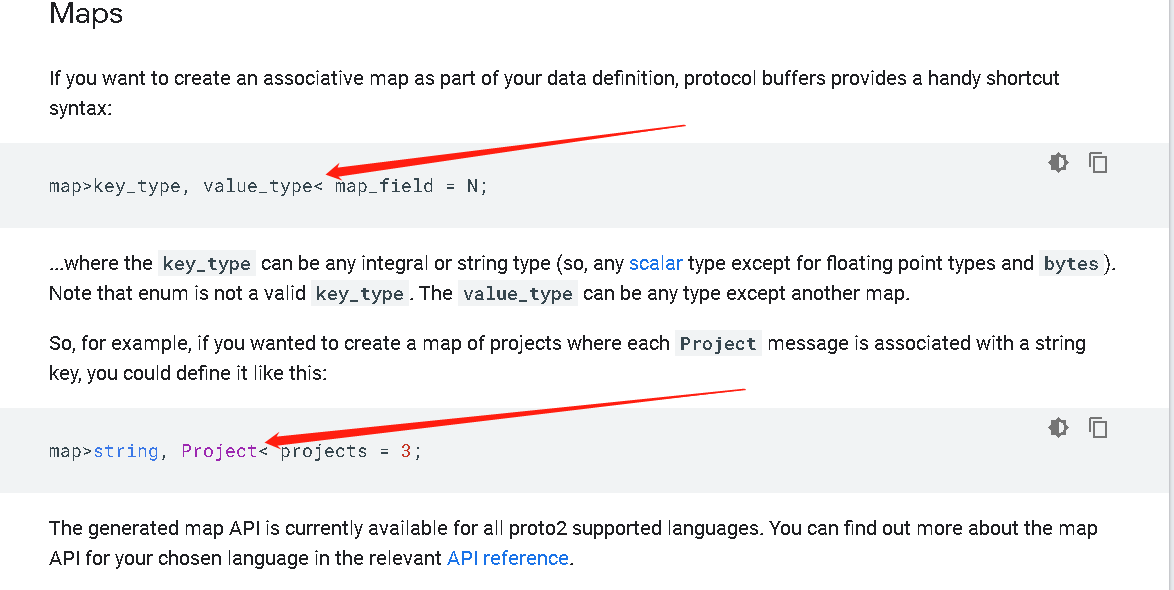 Maps
If you want to create an associative map as part of your data definition, protocol buffers provides a handy shortcut
syntax:
map>key_type, value_type< map_field = N;
...where the key_type can be any integral or string type (so, any scalar type except for floating point types and bytes).
Note that enum is not a valid key_type. The value_type can be any type except another map.
So, for example, if you wanted to create a map of projects where each Project message is associated with a string
key, you could define it like this:
map>string, Project< projects = 3;
The generated map API is currently available for all proto2 supported languages. You can find out more about the map
API for your chosen language in the relevant API reference.